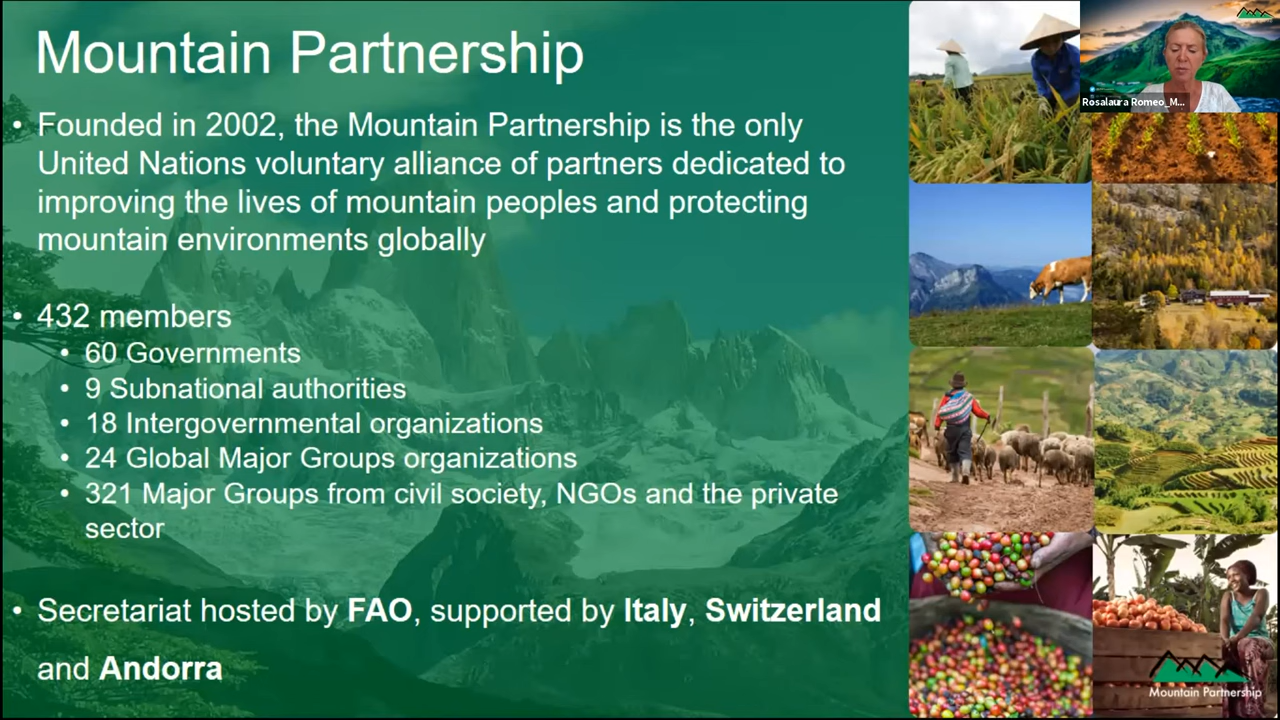 Mountain Partnership
• Founded in 2002, the Mountain Partnership is the only
United Nations voluntary alliance of partners dedicated to
improving the lives of mountain peoples and protecting
mountain environments globally
• 432 members
• 60 Governments
• 9 Subnational authorities
• 18 Intergovernmental organizations
• 24 Global Major Groups organizations
• 321 Major Groups from civil society, NGOs and the private
sector
• Secretariat hosted by FAO, supported by Italy, Switzerland
and Andorra
Rosalaura Romeo_M...
Mountain Partnership